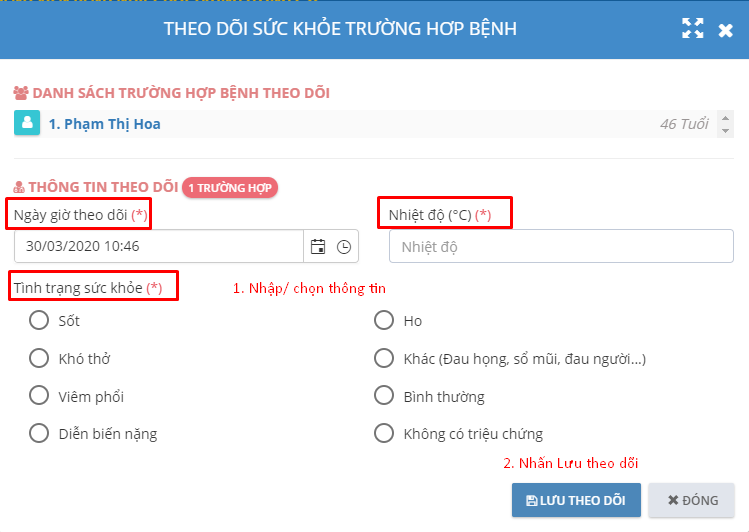 THEO DÕI SỨC KHỎE TRƯỜNG HƠP BỆNH
DANH SÁCH TRƯỜNG HỢP BỆNH THEO DÕI
1. Phạm Thị Hoa 46 Tuổi
THÔNG TIN THEO DÕI 1 TRƯỜNG HỢP
Ngày giờ theo dõi (*) Nhiệt độ (°C) (*)
30/03/2020 10:46 Nhiệt độ
Tình trạng sức khỏe (*) 1. Nhập/ chọn thông tin
Sốt Ho
Khó thở Khác (Đau họng, sổ mũi, đau người...)
Viêm phổi Bình thường
Diễn biến nặng Không có triệu chứng
2. Nhấn Lưu theo dõi
LƯU THEO DÕI ĐÓNG